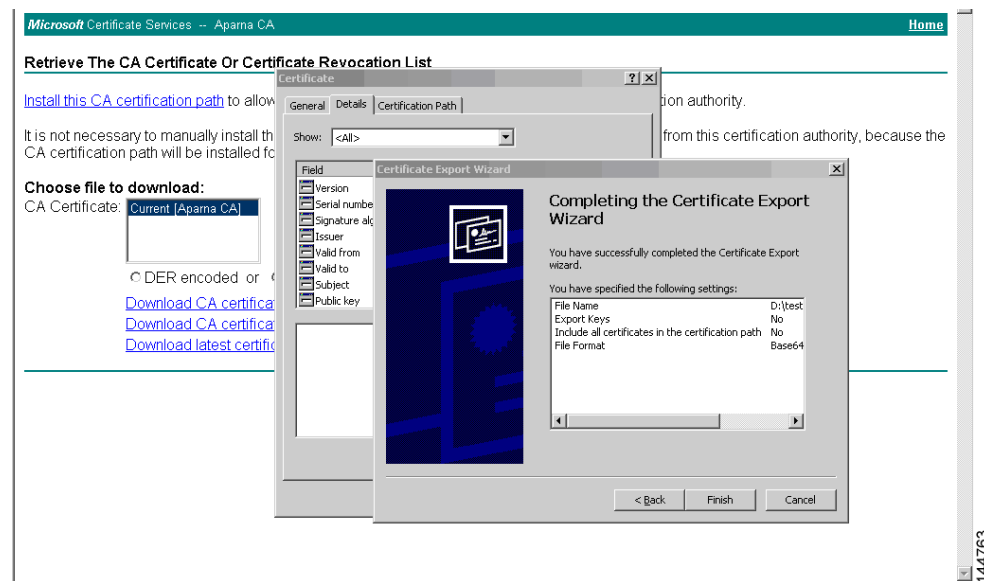 Microsoft Certificate Services -- Aparna CA Home
Retrieve The CA Certificate Or Certificate Revocation List
Install this CA certification path to allow
tion authority.
It is not necessary to manually install th
from this certification authority, because the
CA certification path will be installed fo
Choose file to download:
CA Certificate: Current [Aparna CA]
DER encoded or
Download CA certifica
Download CA certifica
Download latest certific
Certificate
General Details Certification Path
Show: <All>
Field
Version
Serial numbe
Signature alg
Issuer
Valid from
Valid to
Subject
Public key
Certificate Export Wizard
Completing the Certificate Export
Wizard
You have successfully completed the Certificate Export
wizard.
You have specified the following settings:
File Name D:\test
Export Keys No
Include all certificates in the certification path No
File Format Base64
< Back Finish Cancel
144763